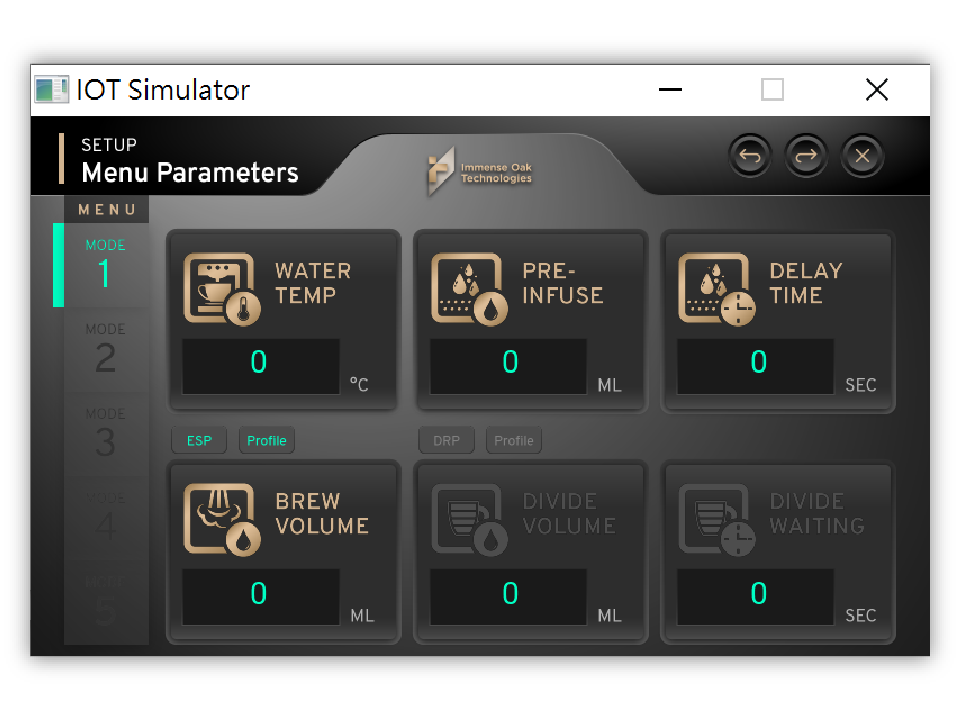 IOT Simulator
SETUP
Menu Parameters
Immense Oak
Technologies
MENU
MODE
1
MODE
2
MODE
3
MODE
4
MODE
5
WATER
TEMP
0
°C
PRE-
INFUSE
0
ML
DELAY
TIME
0
SEC
ESP
Profile
DRP
Profile
BREW
VOLUME
0
ML
DIVIDE
VOLUME
0
ML
DIVIDE
WAITING
0
SEC